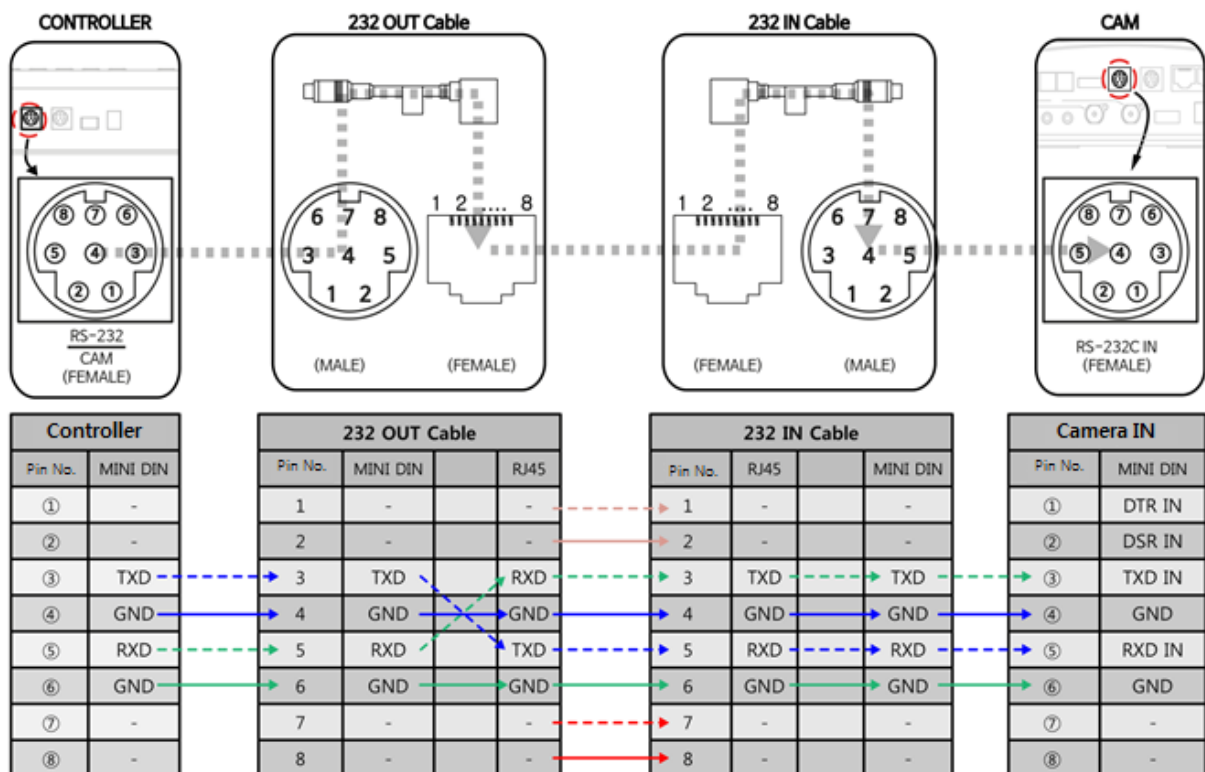 CONTROLLER
232 OUT Cable
232 IN Cable
CAM
⑧ ⑦ ⑥
⑤ ④ ③
② ①
RS-232
CAM
(FEMALE)
6 7 8
3 4 5
1 2
(MALE)
1 2 .... 8
(FEMALE)
1 2 .... 8
(FEMALE)
6 7 8
3 4 5
1 2
(MALE)
⑧ ⑦ ⑥
⑤ ④ ③
② ①
RS-232C IN
(FEMALE)
Controller
Pin No. MINI DIN
① -
② -
③ TXD
④ GND
⑤ RXD
⑥ GND
⑦ -
⑧ -
232 OUT Cable
Pin No. MINI DIN RJ45
1 - -
2 - -
3 TXD RXD
4 GND GND
5 RXD TXD
6 GND GND
7 - -
8 - -
232 IN Cable
Pin No. RJ45 MINI DIN
1 - -
2 - -
3 TXD TXD
4 GND GND
5 RXD RXD
6 GND GND
7 - -
8 - -
Camera IN
Pin No. MINI DIN
① DTR IN
② DSR IN
③ TXD IN
④ GND
⑤ RXD IN
⑥ GND
⑦ -
⑧ -